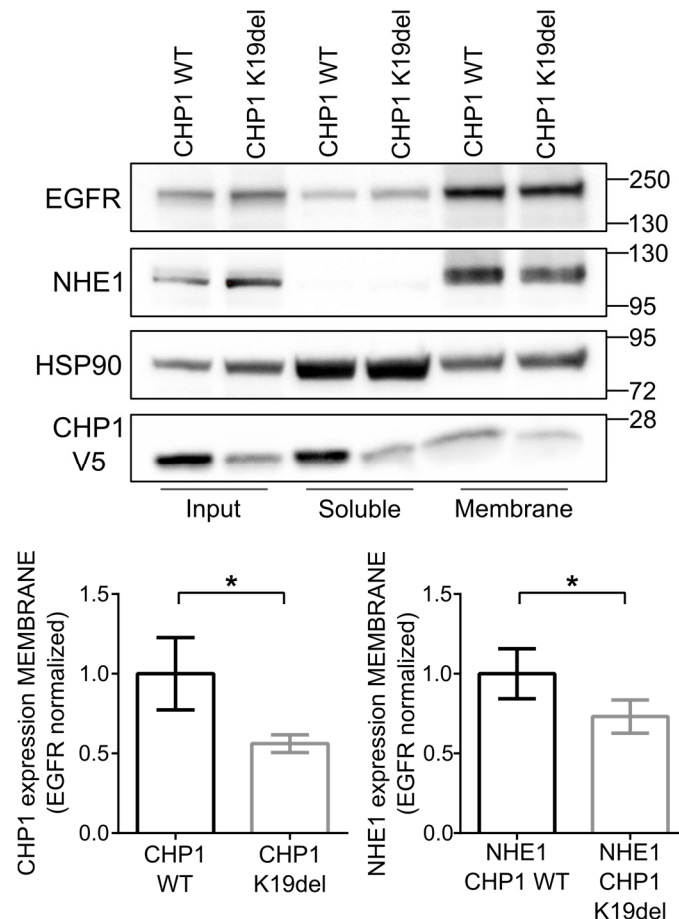 CHP1 WT
CHP1 K19del
CHP1 WT
CHP1 K19del
CHP1 WT
CHP1 K19del
EGFR
250
130
NHE1
130
95
HSP90
95
72
CHP1
V5
28
Input
Soluble
Membrane
CHP1 expression MEMBRANE
(EGFR normalized)
1.5
1.0
0.5
0.0
*
CHP1
WT
CHP1
K19del
NHE1 expression MEMBRANE
(EGFR normalized)
1.5
1.0
0.5
0.0
*
NHE1
CHP1 WT
NHE1
CHP1
K19del